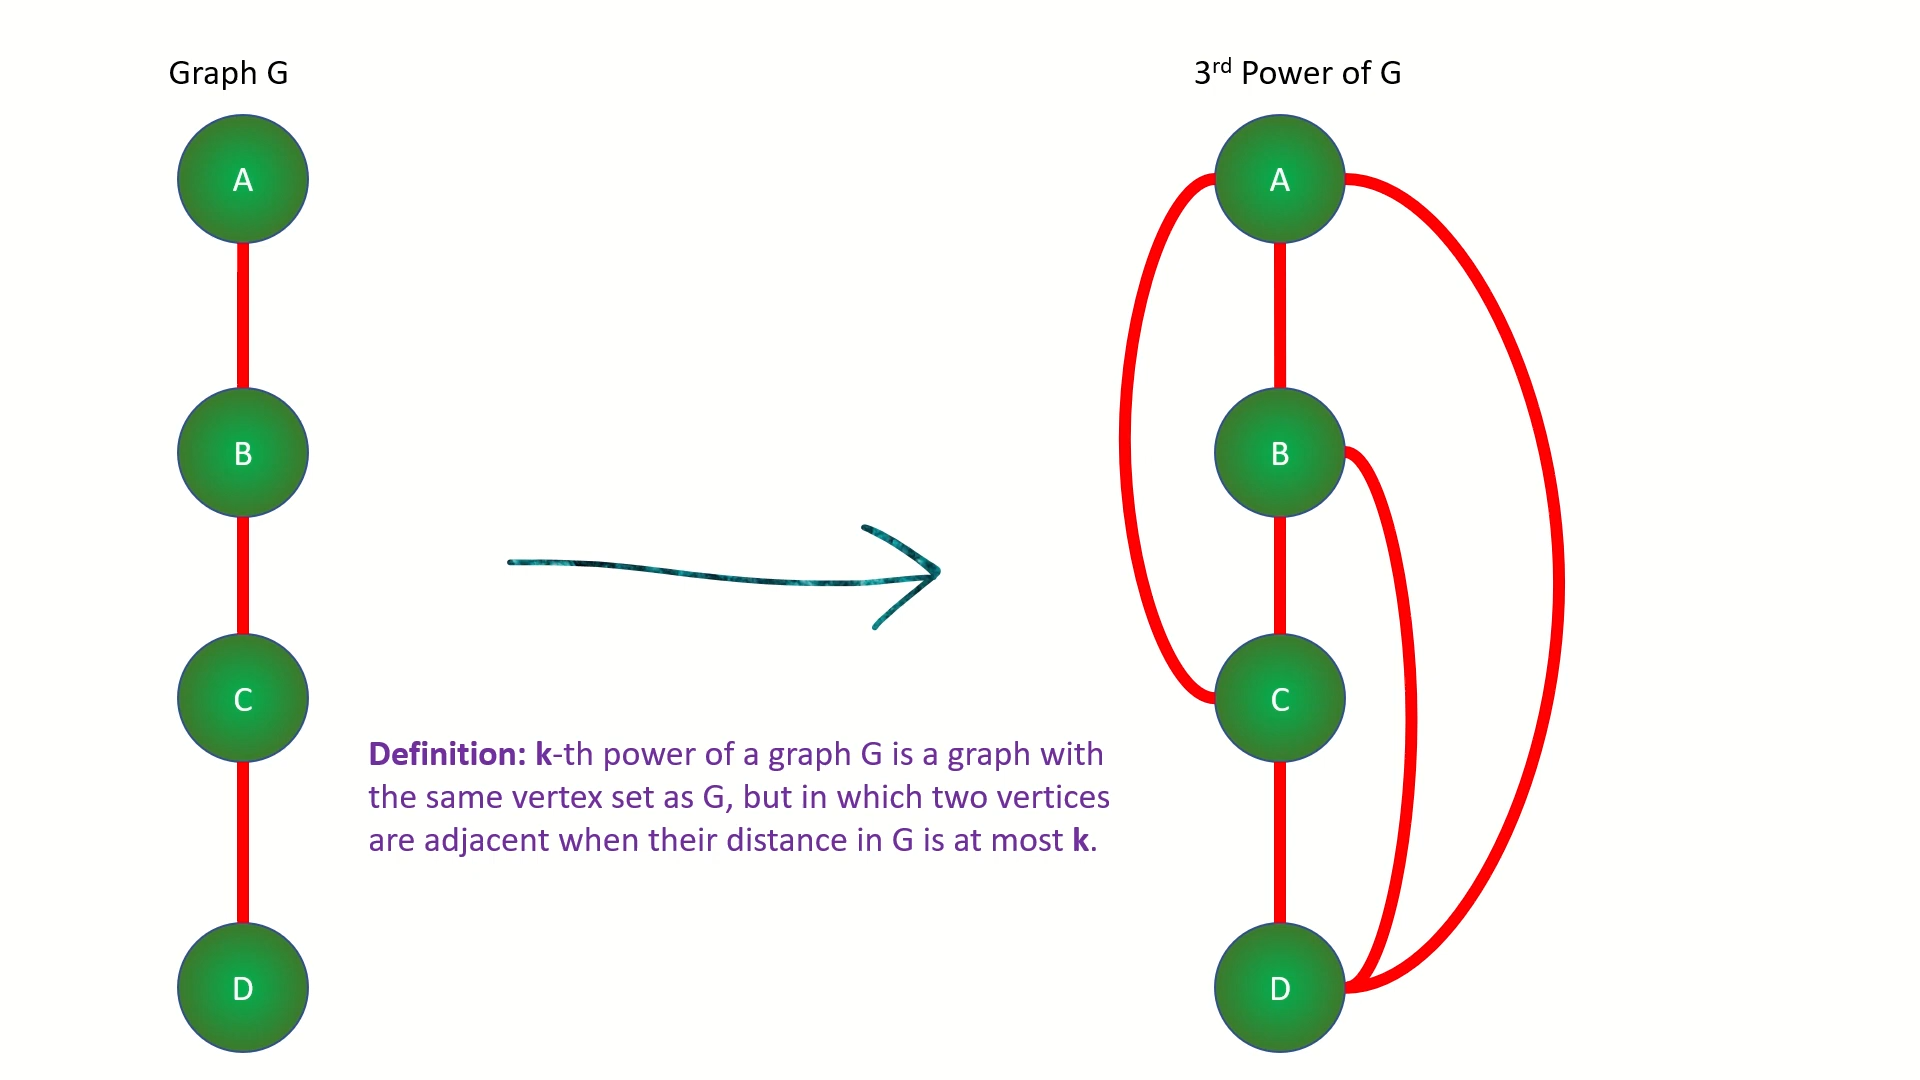 Graph G
A
B
C
D
Definition: k-th power of a graph G is a graph with
the same vertex set as G, but in which two vertices
are adjacent when their distance in G is at most k.
3rd Power of G
A
B
C
D